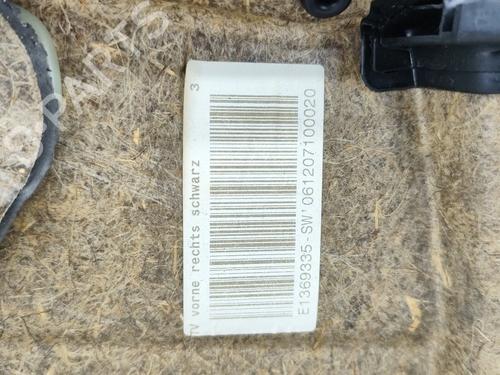 TV vorne rechts schwarz 3
E1369335-SW'061207100020